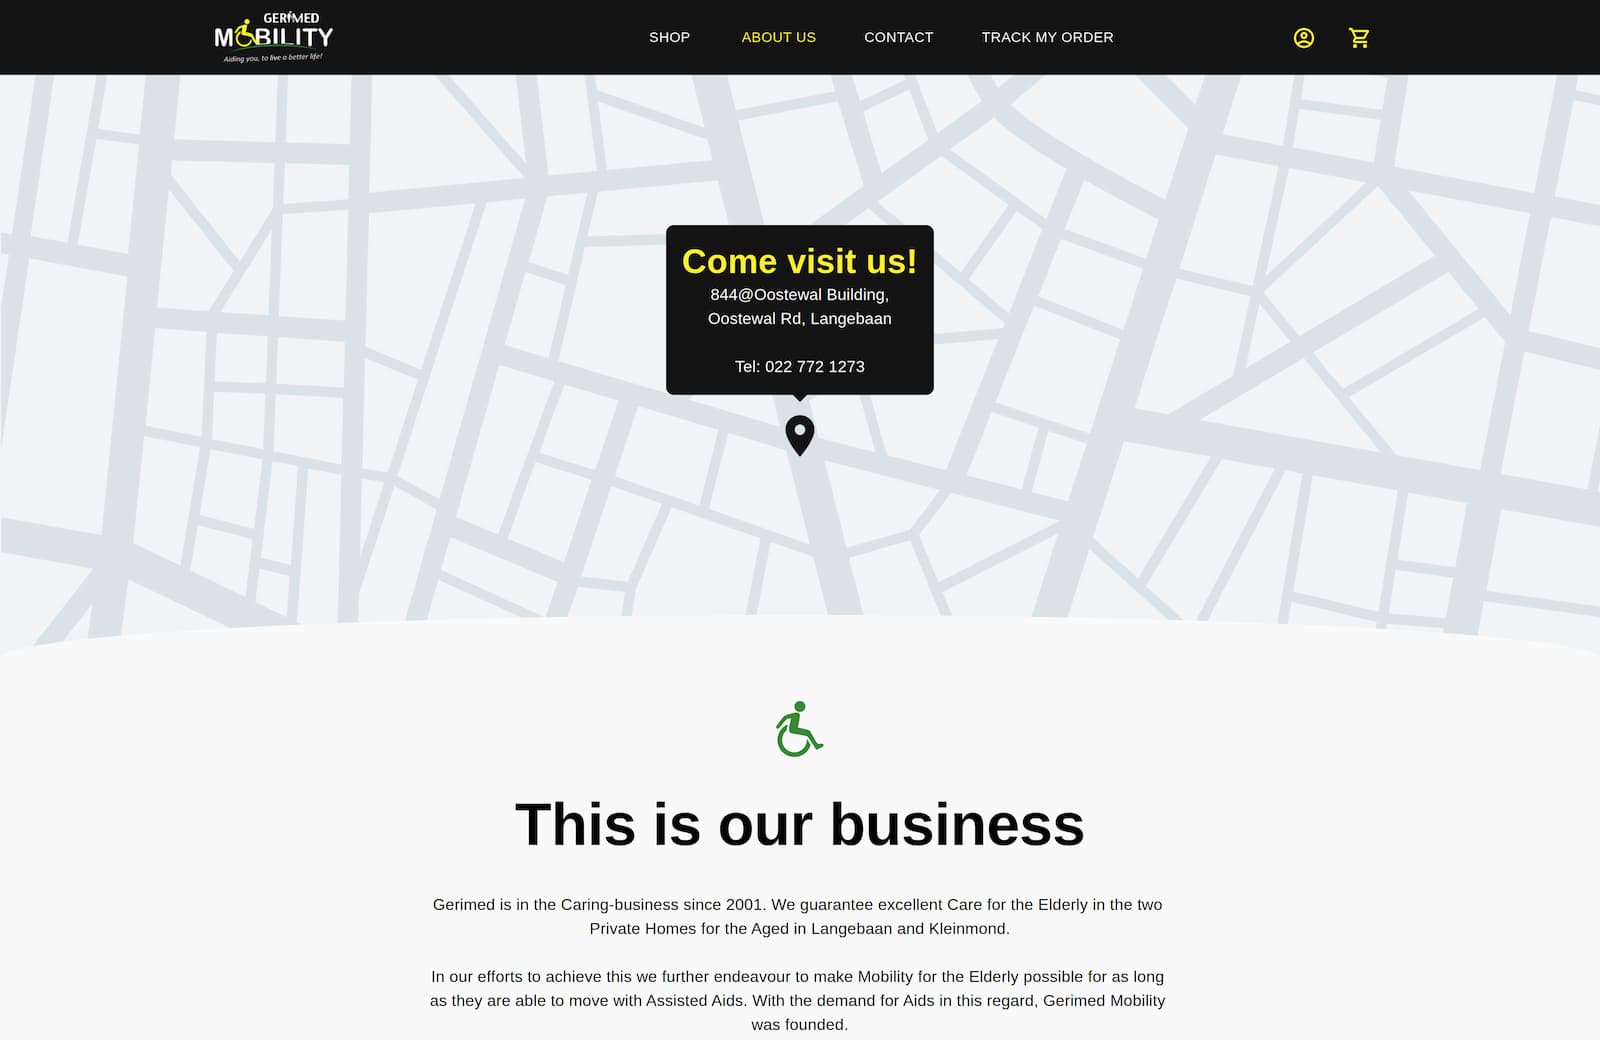 GERIMED
MOBILITY
Aiding you, to live a better life!
SHOP
ABOUT US
CONTACT
TRACK MY ORDER
Come visit us!
844@Oostewal Building,
Oostewal Rd, Langebaan
Tel: 022 772 1273
This is our business
Gerimed is in the Caring-business since 2001. We guarantee excellent Care for the Elderly in the two
Private Homes for the Aged in Langebaan and Kleinmond.
In our efforts to achieve this we further endeavour to make Mobility for the Elderly possible for as long
as they are able to move with Assisted Aids. With the demand for Aids in this regard, Gerimed Mobility
was founded.